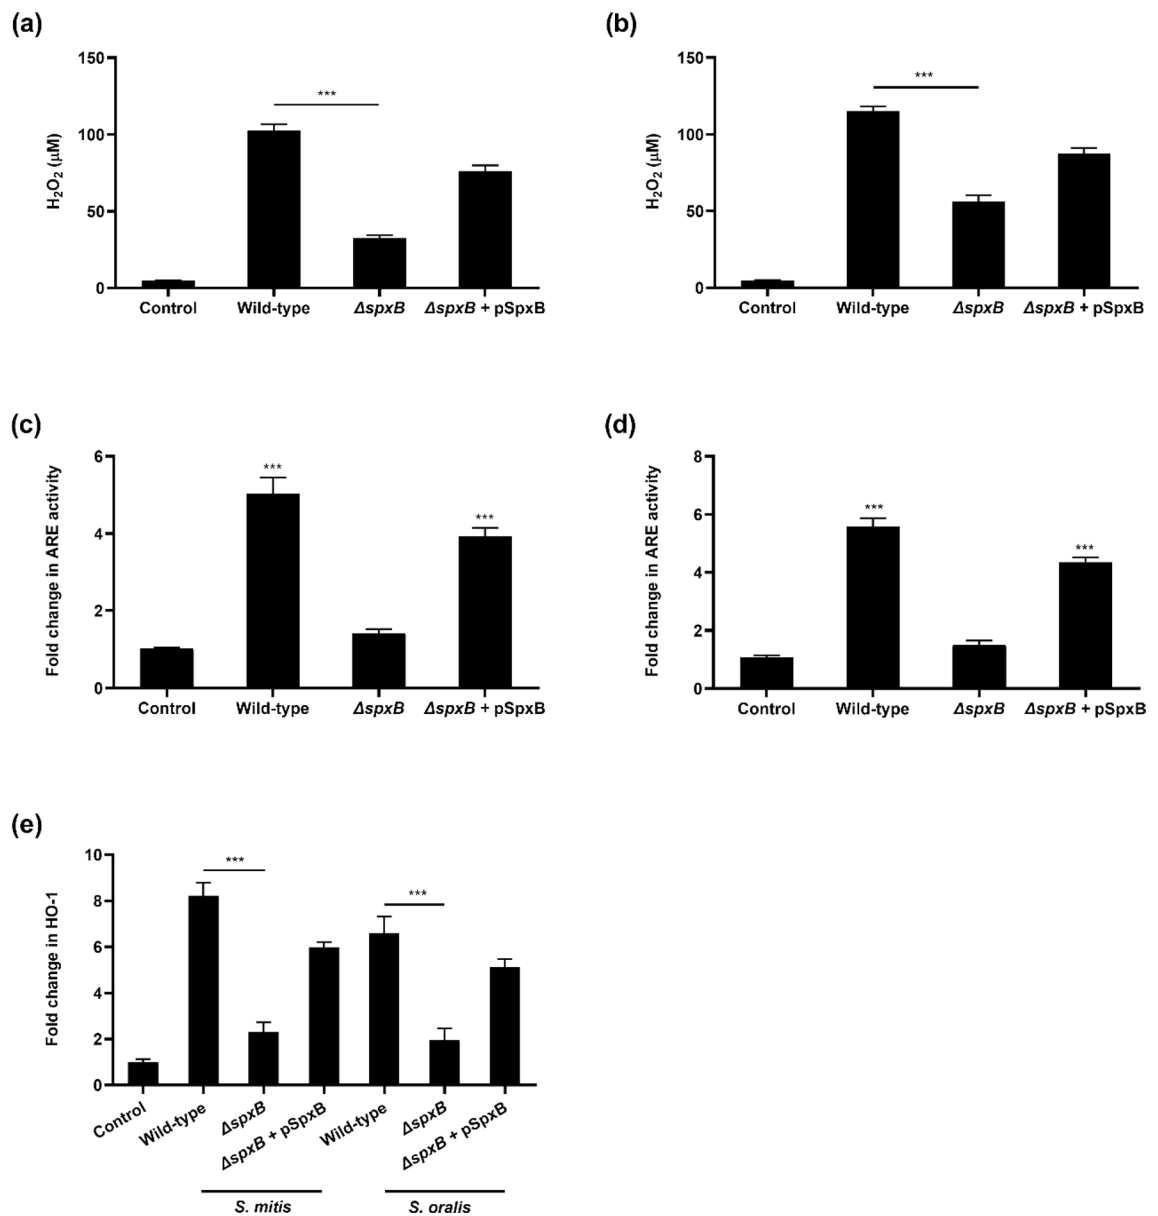 (a)
150
100
50
0
H2O2 (μM)
***
Control
Wild-type
ΔspxB
ΔspxB + pSpxB
(b)
150
100
50
0
H2O2 (μM)
***
Control
Wild-type
ΔspxB
ΔspxB + pSpxB
(c)
6
4
2
0
Fold change in ARE activity
***
***
Control
Wild-type
ΔspxB
ΔspxB + pSpxB
(d)
8
6
4
2
0
Fold change in ARE activity
***
***
Control
Wild-type
ΔspxB
ΔspxB + pSpxB
(e)
10
8
6
4
2
0
Fold change in HO-1
***
***
Control
Wild-type
ΔspxB
ΔspxB + pSpxB
Wild-type
ΔspxB
ΔspxB + pSpxB
S. mitis
S. oralis